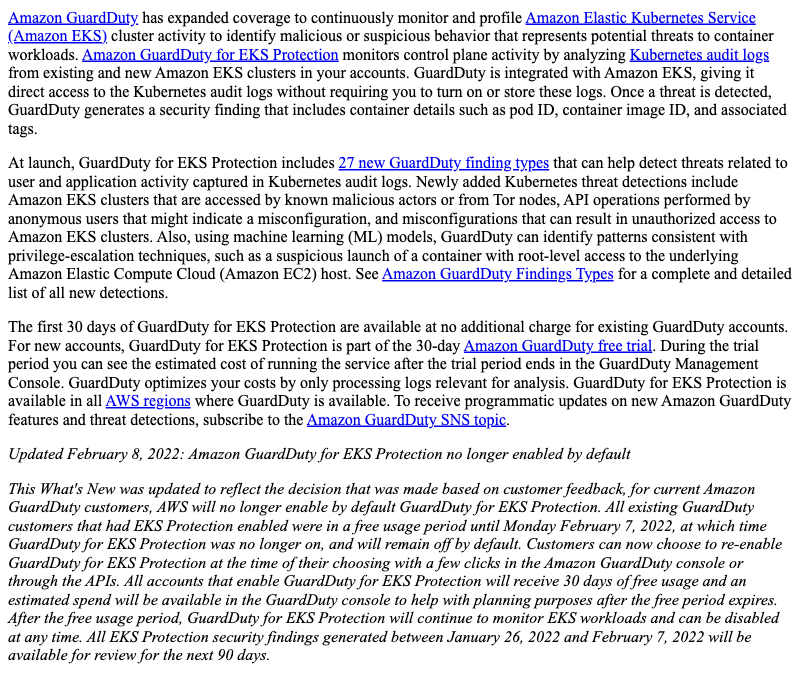 Amazon GuardDuty has expanded coverage to continuously monitor and profile Amazon Elastic Kubernetes Service
(Amazon EKS) cluster activity to identify malicious or suspicious behavior that represents potential threats to container
workloads. Amazon GuardDuty for EKS Protection monitors control plane activity by analyzing Kubernetes audit logs
from existing and new Amazon EKS clusters in your accounts. GuardDuty is integrated with Amazon EKS, giving it
direct access to the Kubernetes audit logs without requiring you to turn on or store these logs. Once a threat is detected,
GuardDuty generates a security finding that includes container details such as pod ID, container image ID, and associated
tags.
At launch, GuardDuty for EKS Protection includes 27 new GuardDuty finding types that can help detect threats related to
user and application activity captured in Kubernetes audit logs. Newly added Kubernetes threat detections include
Amazon EKS clusters that are accessed by known malicious actors or from Tor nodes, API operations performed by
anonymous users that might indicate a misconfiguration, and misconfigurations that can result in unauthorized access to
Amazon EKS clusters. Also, using machine learning (ML) models, GuardDuty can identify patterns consistent with
privilege-escalation techniques, such as a suspicious launch of a container with root-level access to the underlying
Amazon Elastic Compute Cloud (Amazon EC2) host. See Amazon GuardDuty Findings Types for a complete and detailed
list of all new detections.
The first 30 days of GuardDuty for EKS Protection are available at no additional charge for existing GuardDuty accounts.
For new accounts, GuardDuty for EKS Protection is part of the 30-day Amazon GuardDuty free trial. During the trial
period you can see the estimated cost of running the service after the trial period ends in the GuardDuty Management
Console. GuardDuty optimizes your costs by only processing logs relevant for analysis. GuardDuty for EKS Protection is
available in all AWS regions where GuardDuty is available. To receive programmatic updates on new Amazon GuardDuty
features and threat detections, subscribe to the Amazon GuardDuty SNS topic.
Updated February 8, 2022: Amazon GuardDuty for EKS Protection no longer enabled by default
This What's New was updated to reflect the decision that was made based on customer feedback, for current Amazon
GuardDuty customers, AWS will no longer enable by default GuardDuty for EKS Protection. All existing GuardDuty
customers that had EKS Protection enabled were in a free usage period until Monday February 7, 2022, at which time
GuardDuty for EKS Protection was no longer on, and will remain off by default. Customers can now choose to re-enable
GuardDuty for EKS Protection at the time of their choosing with a few clicks in the Amazon GuardDuty console or
through the APIs. All accounts that enable GuardDuty for EKS Protection will receive 30 days of free usage and an
estimated spend will be available in the GuardDuty console to help with planning purposes after the free period expires.
After the free usage period, GuardDuty for EKS Protection will continue to monitor EKS workloads and can be disabled
at any time. All EKS Protection security findings generated between January 26, 2022 and February 7, 2022 will be
available for review for the next 90 days.